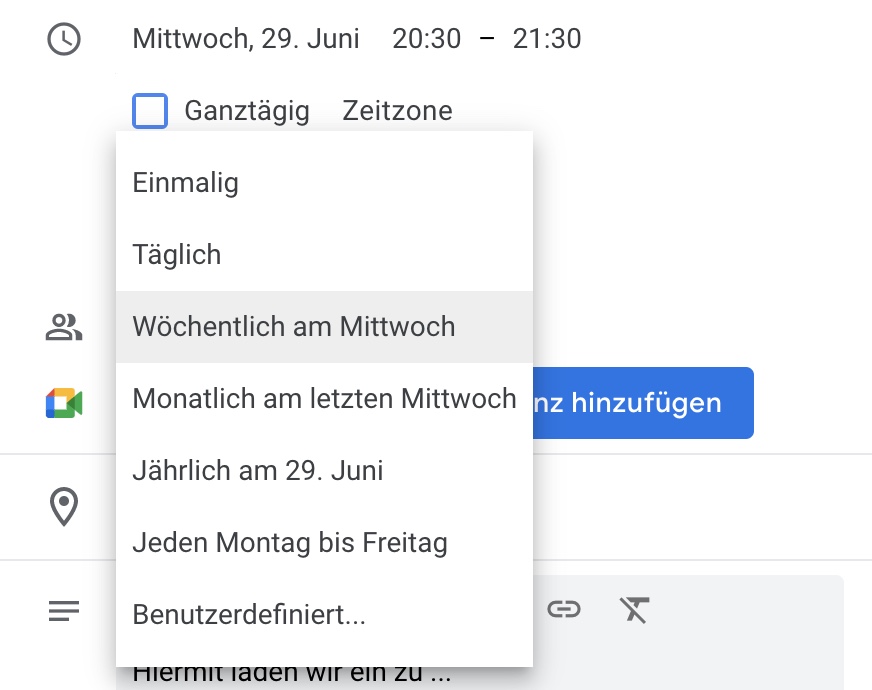 Mittwoch, 29. Juni 20:30 – 21:30
Ganztägig Zeitzone
Einmalig
Täglich
Wöchentlich am Mittwoch
Monatlich am letzten Mittwoch
nz hinzufügen
Jährlich am 29. Juni
Jeden Montag bis Freitag
Benutzerdefiniert...
Hiermit laden wir ein zu ...